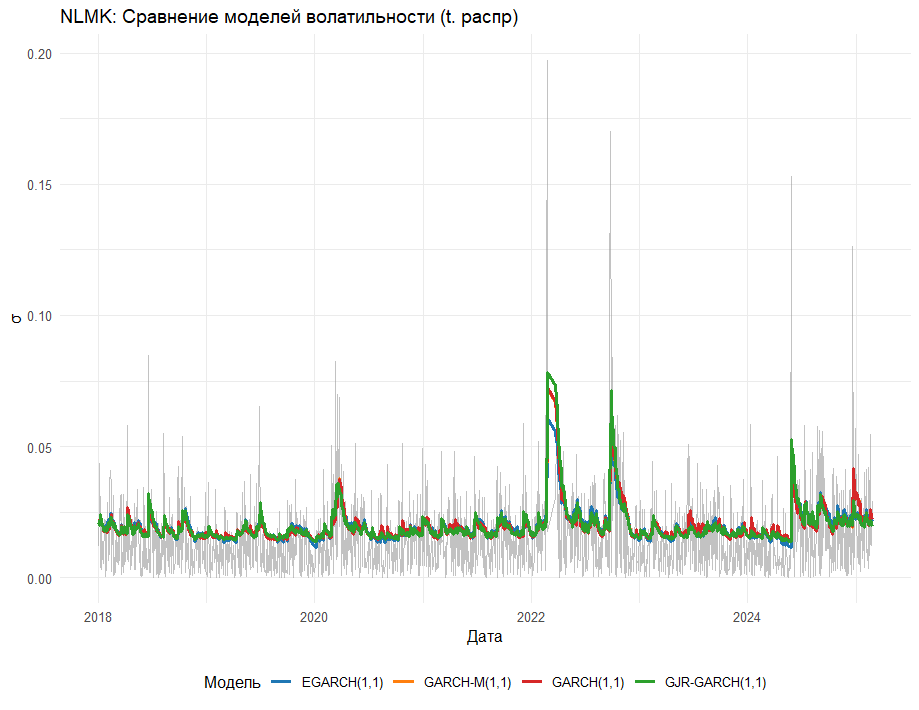 NLMK: Сравнение моделей волатильности (t. распр)
0.20
0.15
0.10
0.05
0.00
σ
2018 2020 2022 2024
Дата
Модель EGARCH(1,1) GARCH-M(1,1) GARCH(1,1) GJR-GARCH(1,1)